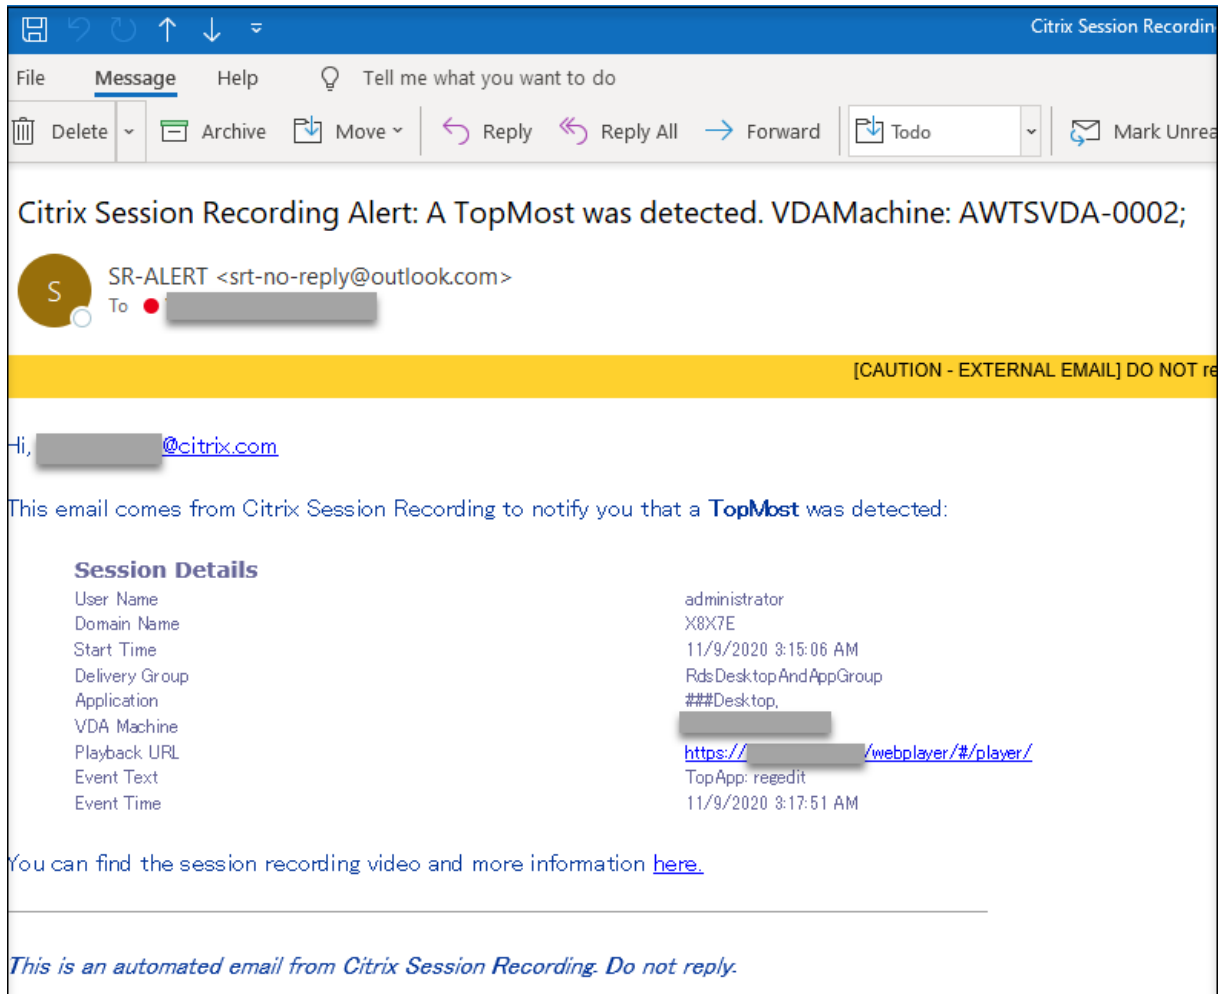 Citrix Session Recordin
File Message Help Tell me what you want to do
Delete Archive Move Reply Reply All Forward Todo Mark Unrea
Citrix Session Recording Alert: A TopMost was detected. VDAMachine: AWTSVDA-0002;
S
SR-ALERT <srt-no-reply@outlook.com>
To
[CAUTION - EXTERNAL EMAIL] DO NOT re
Hi, @citrix.com
This email comes from Citrix Session Recording to notify you that a TopMost was detected:
Session Details
User Name administrator
Domain Name X8X7E
Start Time 11/9/2020 3:15:06 AM
Delivery Group RdsDesktopAndAppGroup
Application ###Desktop,
VDA Machine
Playback URL https:// /webplayer/#/player/
Event Text TopApp: regedit
Event Time 11/9/2020 3:17:51 AM
You can find the session recording video and more information here.
This is an automated email from Citrix Session Recording. Do not reply.